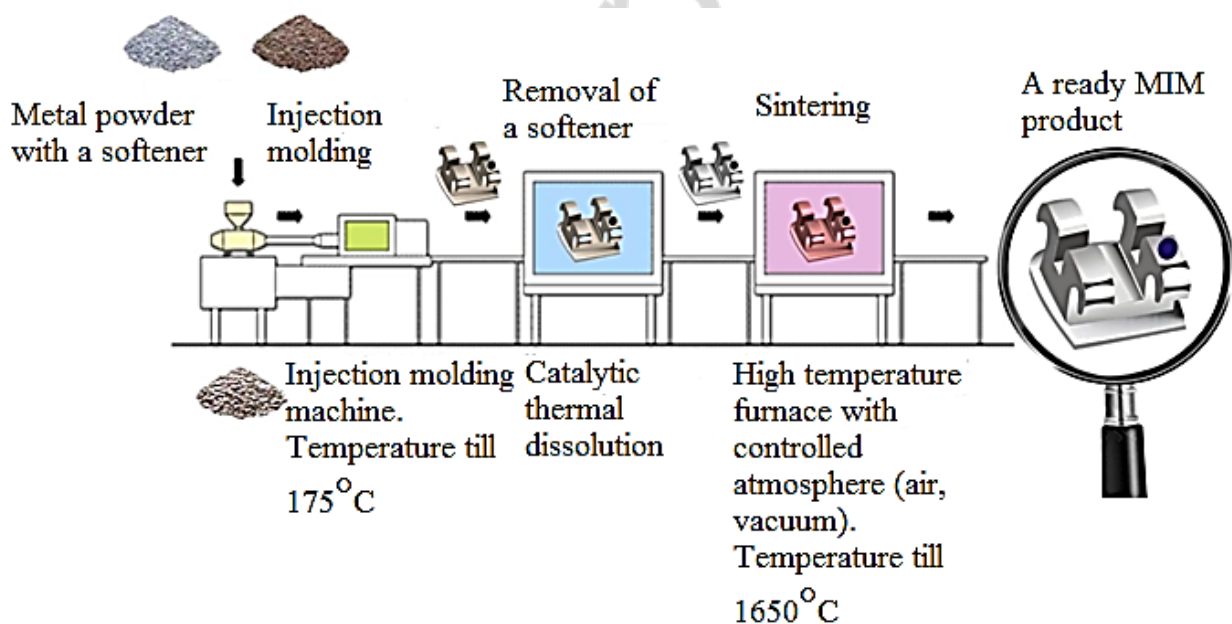 Metal powder
with a softener
Injection
molding
Removal of
a softener
Sintering
A ready MIM
product
Injection molding
machine.
Temperature till
175°C
Catalytic
thermal
dissolution
High temperature
furnace with
controlled
atmosphere (air,
vacuum).
Temperature till
1650°C